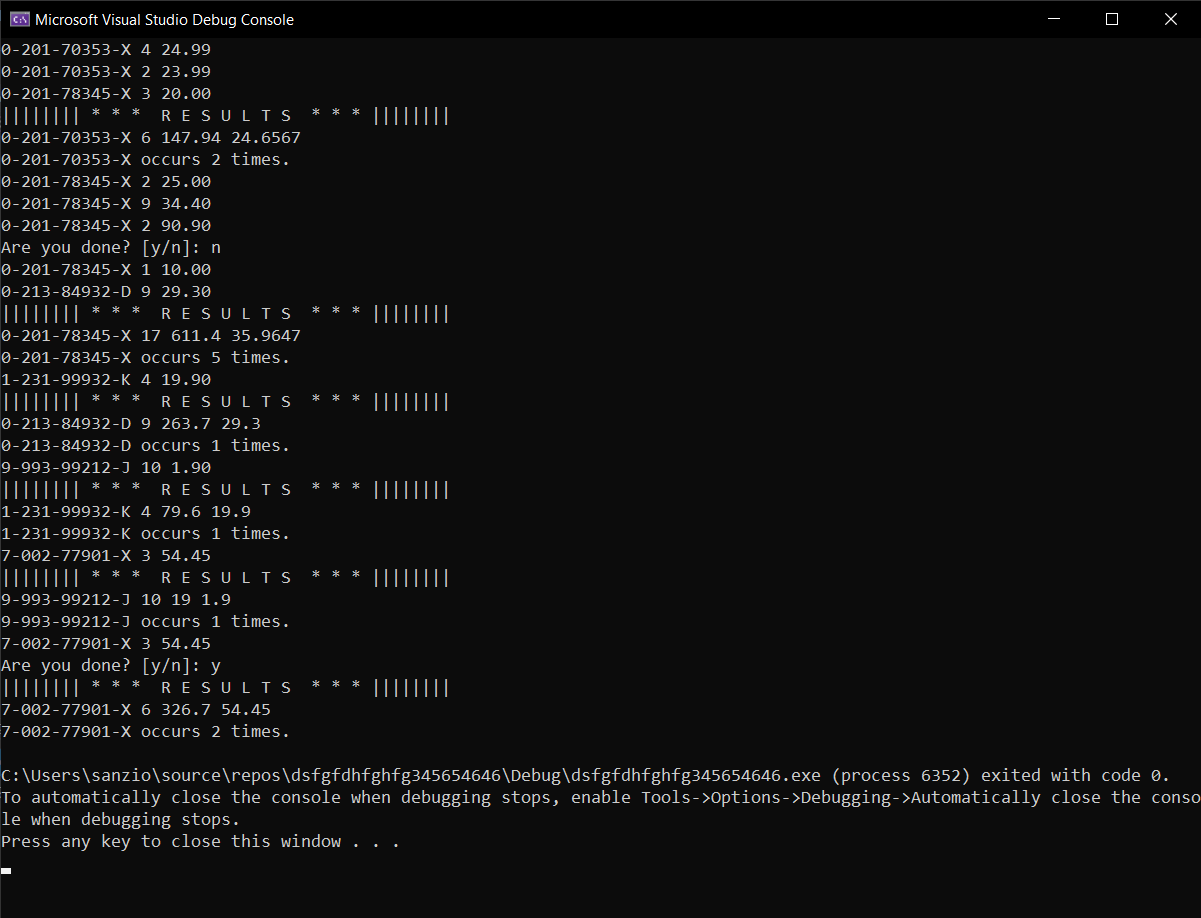 C:\ Microsoft Visual Studio Debug Console
0-201-70353-X 4 24.99
0-201-70353-X 2 23.99
0-201-78345-X 3 20.00
|||||||| * * *  R E S U L T S  * * * ||||||||
0-201-70353-X 6 147.94 24.6567
0-201-70353-X occurs 2 times.
0-201-78345-X 2 25.00
0-201-78345-X 9 34.40
0-201-78345-X 2 90.90
Are you done? [y/n]: n
0-201-78345-X 1 10.00
0-213-84932-D 9 29.30
|||||||| * * *  R E S U L T S  * * * ||||||||
0-201-78345-X 17 611.4 35.9647
0-201-78345-X occurs 5 times.
1-231-99932-K 4 19.90
|||||||| * * *  R E S U L T S  * * * ||||||||
0-213-84932-D 9 263.7 29.3
0-213-84932-D occurs 1 times.
9-993-99212-J 10 1.90
|||||||| * * *  R E S U L T S  * * * ||||||||
1-231-99932-K 4 79.6 19.9
1-231-99932-K occurs 1 times.
7-002-77901-X 3 54.45
|||||||| * * *  R E S U L T S  * * * ||||||||
9-993-99212-J 10 19 1.9
9-993-99212-J occurs 1 times.
7-002-77901-X 3 54.45
Are you done? [y/n]: y
|||||||| * * *  R E S U L T S  * * * ||||||||
7-002-77901-X 6 326.7 54.45
7-002-77901-X occurs 2 times.
C:\Users\sanzio\source\repos\dsfgfdhfghfg345654646\Debug\dsfgfdhfghfg345654646.exe (process 6352) exited with code 0.
To automatically close the console when debugging stops, enable Tools->Options->Debugging->Automatically close the conso
le when debugging stops.
Press any key to close this window . . .